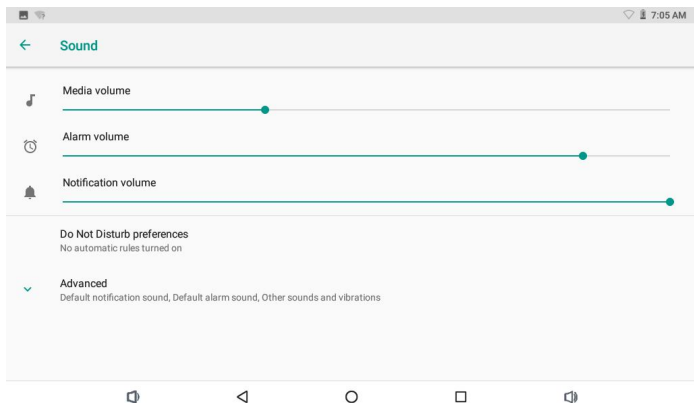 7:05 AM
Sound
Media volume
Alarm volume
Notification volume
Do Not Disturb preferences
No automatic rules turned on
Advanced
Default notification sound, Default alarm sound, Other sounds and vibrations